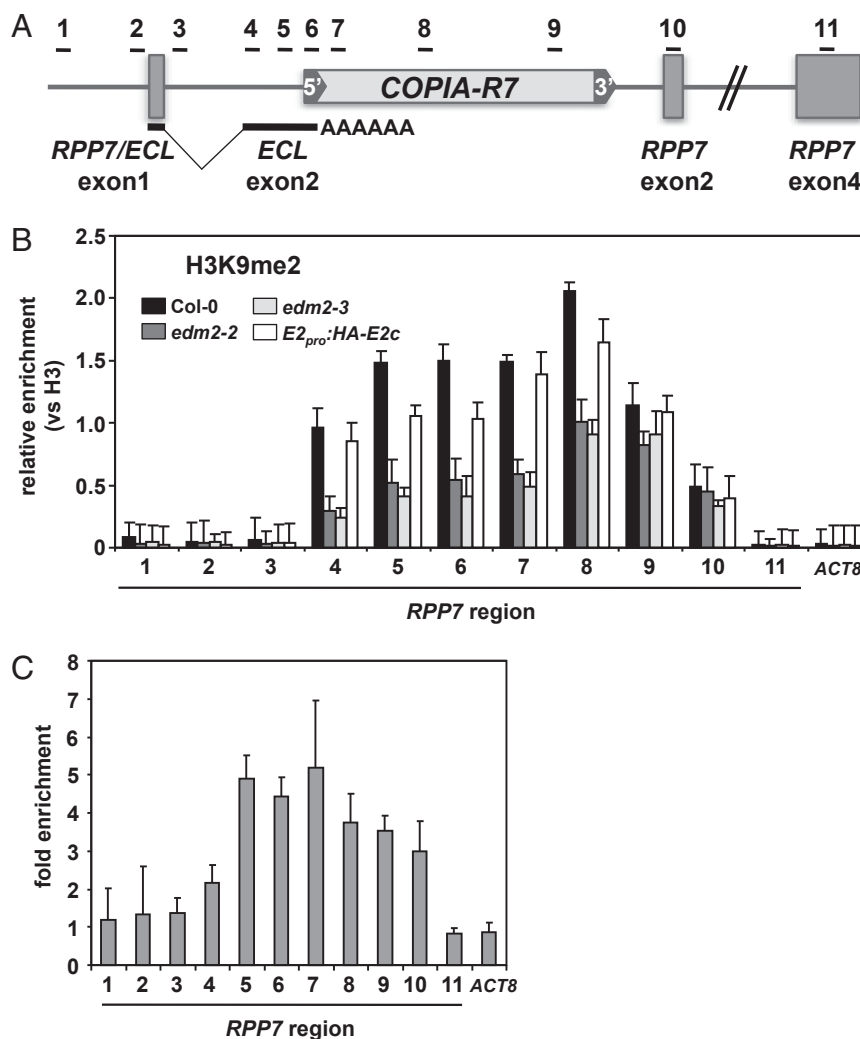 A
1 2 3 4 5 6 7 8 9 10 11
5' COPIA-R7 3'
AAAAAA
RPP7/ECL ECL RPP7 RPP7
exon1 exon2 exon2 exon4
B
H3K9me2
Col-0 edm2-3
edm2-2 E2pro:HA-E2c
relative enrichment
(vs H3)
2.5
2.0
1.5
1.0
0.5
0
1 2 3 4 5 6 7 8 9 10 11 ACT8
RPP7 region
C
fold enrichment
8
7
6
5
4
3
2
1
0
1 2 3 4 5 6 7 8 9 10 11 ACT8
RPP7 region